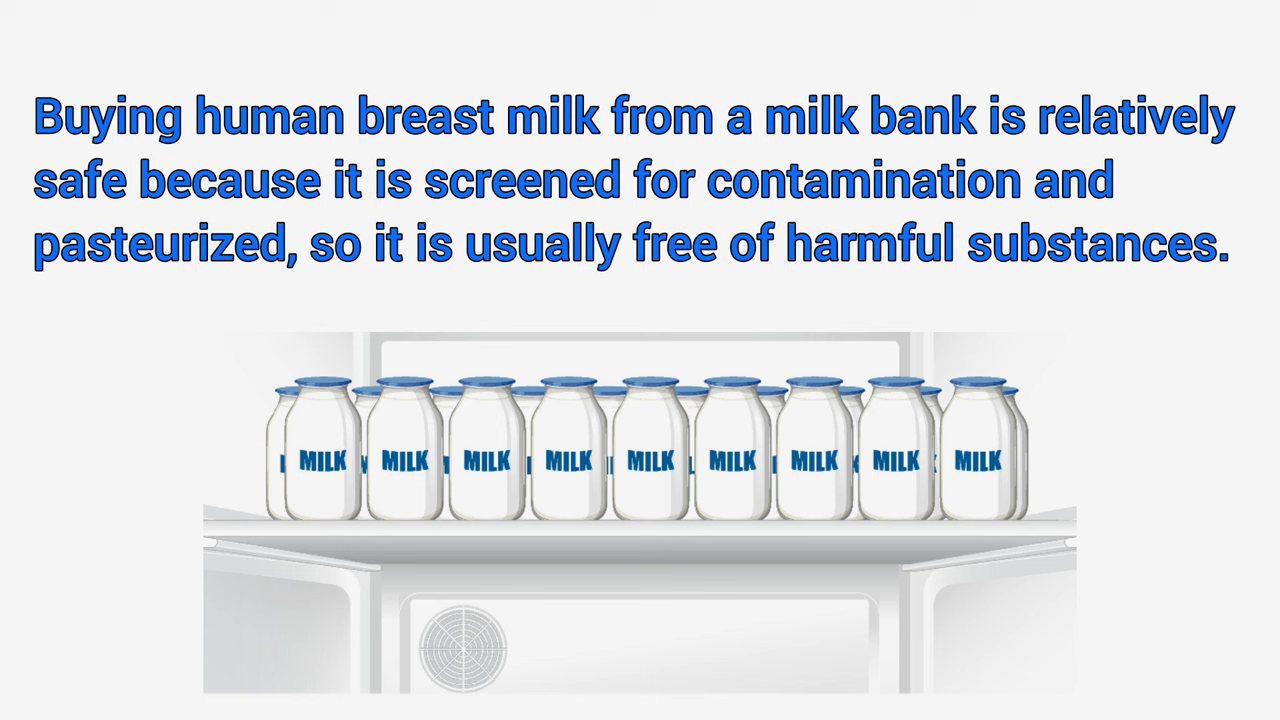 Buying human breast milk from a milk bank is relatively
safe because it is screened for contamination and
pasteurized, so it is usually free of harmful substances.
MILK MILK MILK MILK MILK MILK MILK MILK MILK